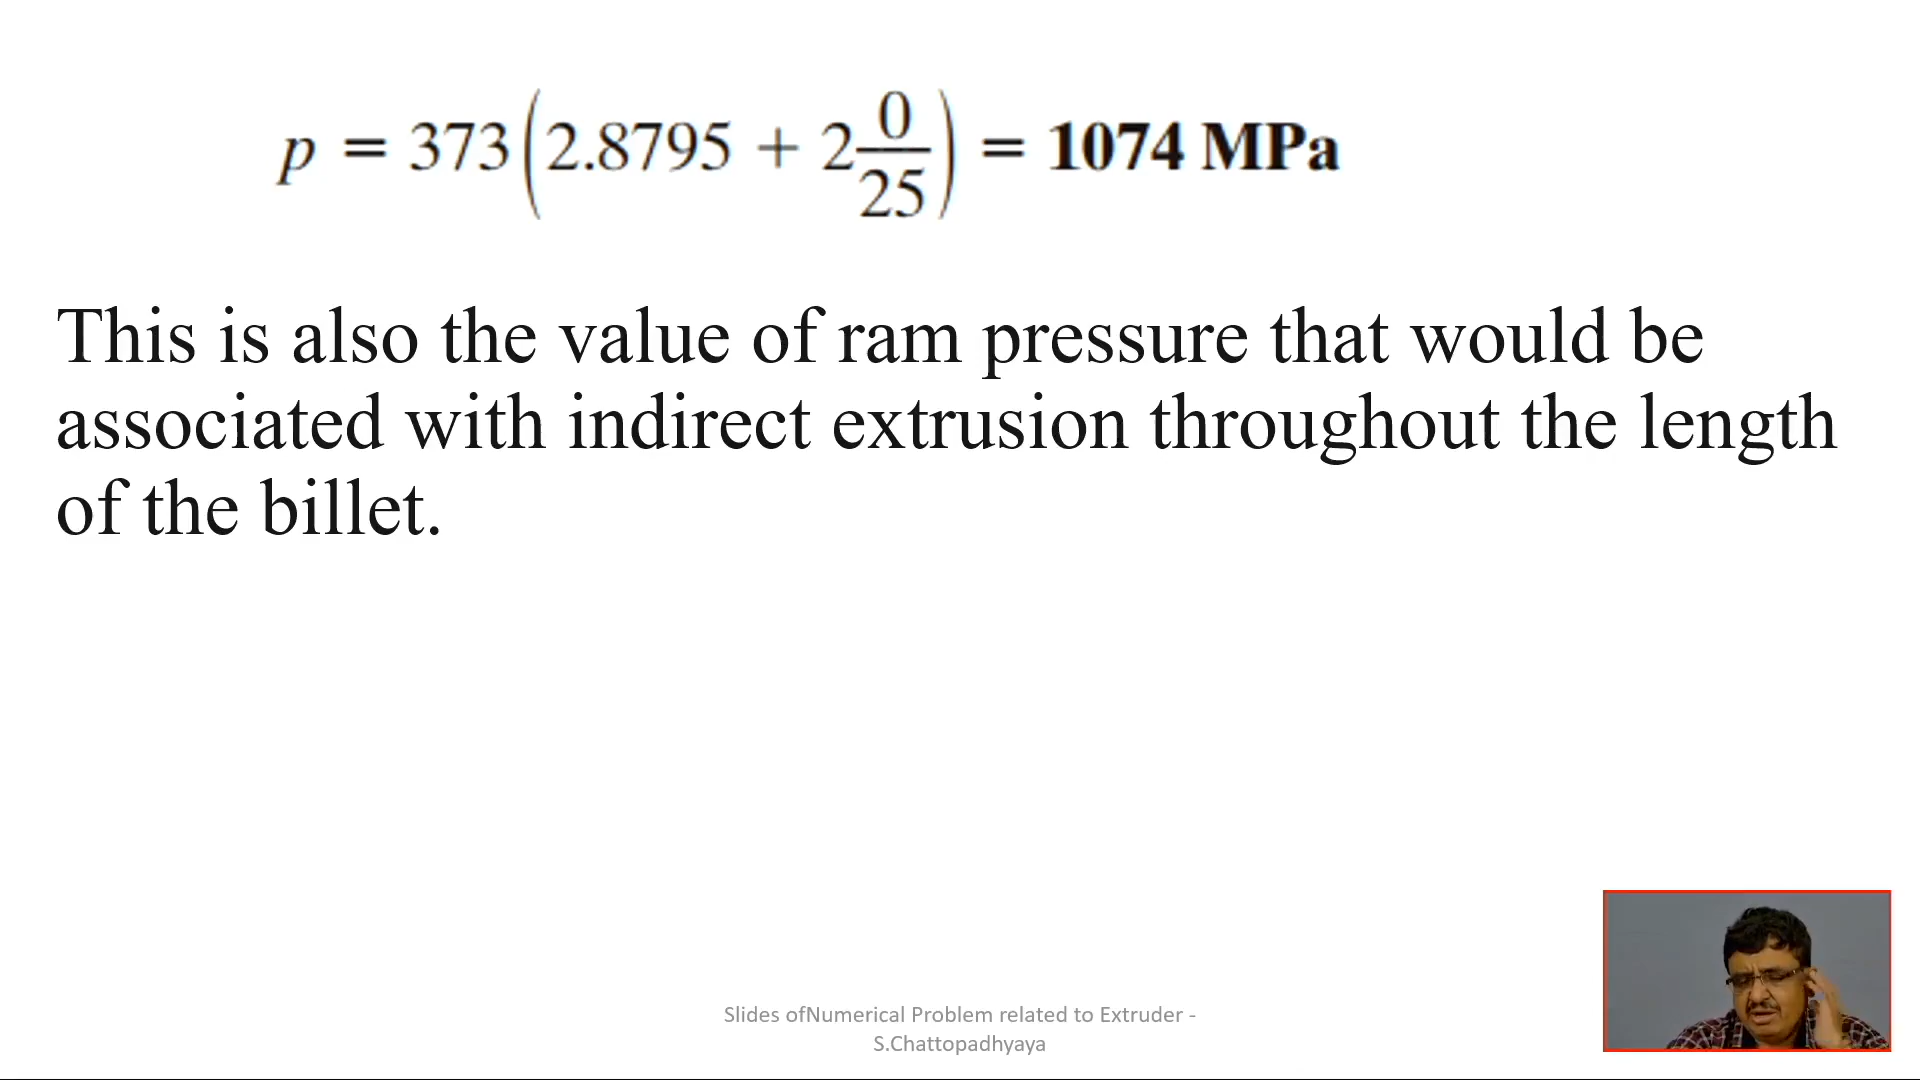 p = 373(2.8795 + 2 0/25) = 1074 MPa
This is also the value of ram pressure that would be
associated with indirect extrusion throughout the length
of the billet.
Slides ofNumerical Problem related to Extruder -
S.Chattopadhyaya